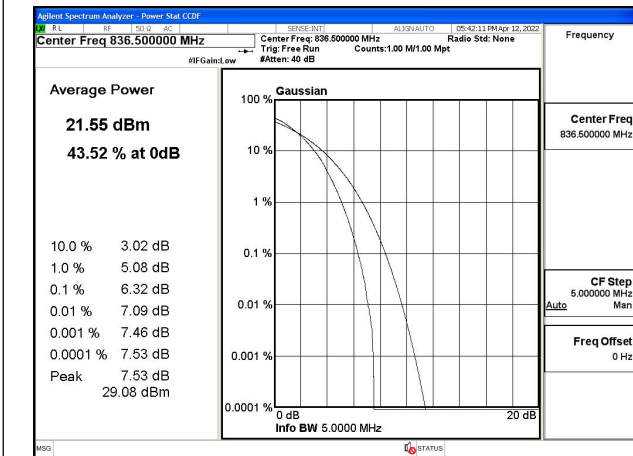 Agilent Spectrum Analyzer - Power Stat CCDF
RL RF 50 Ω AC SENSE:INT ALIGN AUTO 05:42:11 PM Apr 12, 2022
Center Freq 836.500000 MHz
Center Freq: 836.500000 MHz Radio Std: None
Trig: Free Run Counts:1.00 M/1.00 Mpt
#IFGain:Low #Atten: 40 dB
Frequency
Average Power
21.55 dBm
43.52 % at 0dB
10.0 % 3.02 dB
1.0 % 5.08 dB
0.1 % 6.32 dB
0.01 % 7.09 dB
0.001 % 7.46 dB
0.0001 % 7.53 dB
Peak 7.53 dB
29.08 dBm
Gaussian
100 %
10 %
1 %
0.1 %
0.01 %
0.001 %
0.0001 %
0 dB 20 dB
Info BW 5.0000 MHz
Center Freq
836.500000 MHz
CF Step
5.000000 MHz
Auto Man
Freq Offset
0 Hz
MSG STATUS